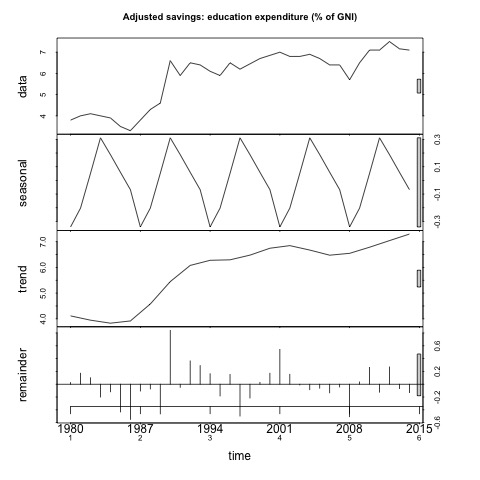 Adjusted savings: education expenditure (% of GNI)
data
4 5 6 7
seasonal
-0.3 -0.1 0.1 0.3
trend
4.0 5.0 6.0 7.0
remainder
-0.6 -0.2 0.2 0.6
1980 1987 1994 2001 2008 2015
1 2 3 4 5 6
time